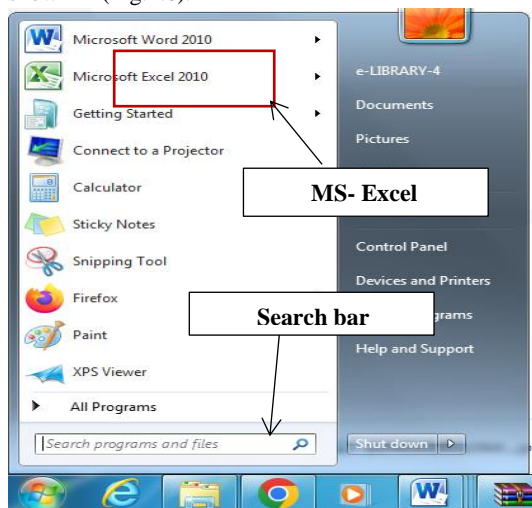 Microsoft Word 2010
Microsoft Excel 2010
Getting Started
Connect to a Projector
Calculator
Sticky Notes
Snipping Tool
Firefox
Paint
XPS Viewer
All Programs
Search programs and files
e-LIBRARY-4
Documents
Pictures
MS- Excel
Control Panel
Devices and Printers
grams
Help and Support
Search bar
Shut down